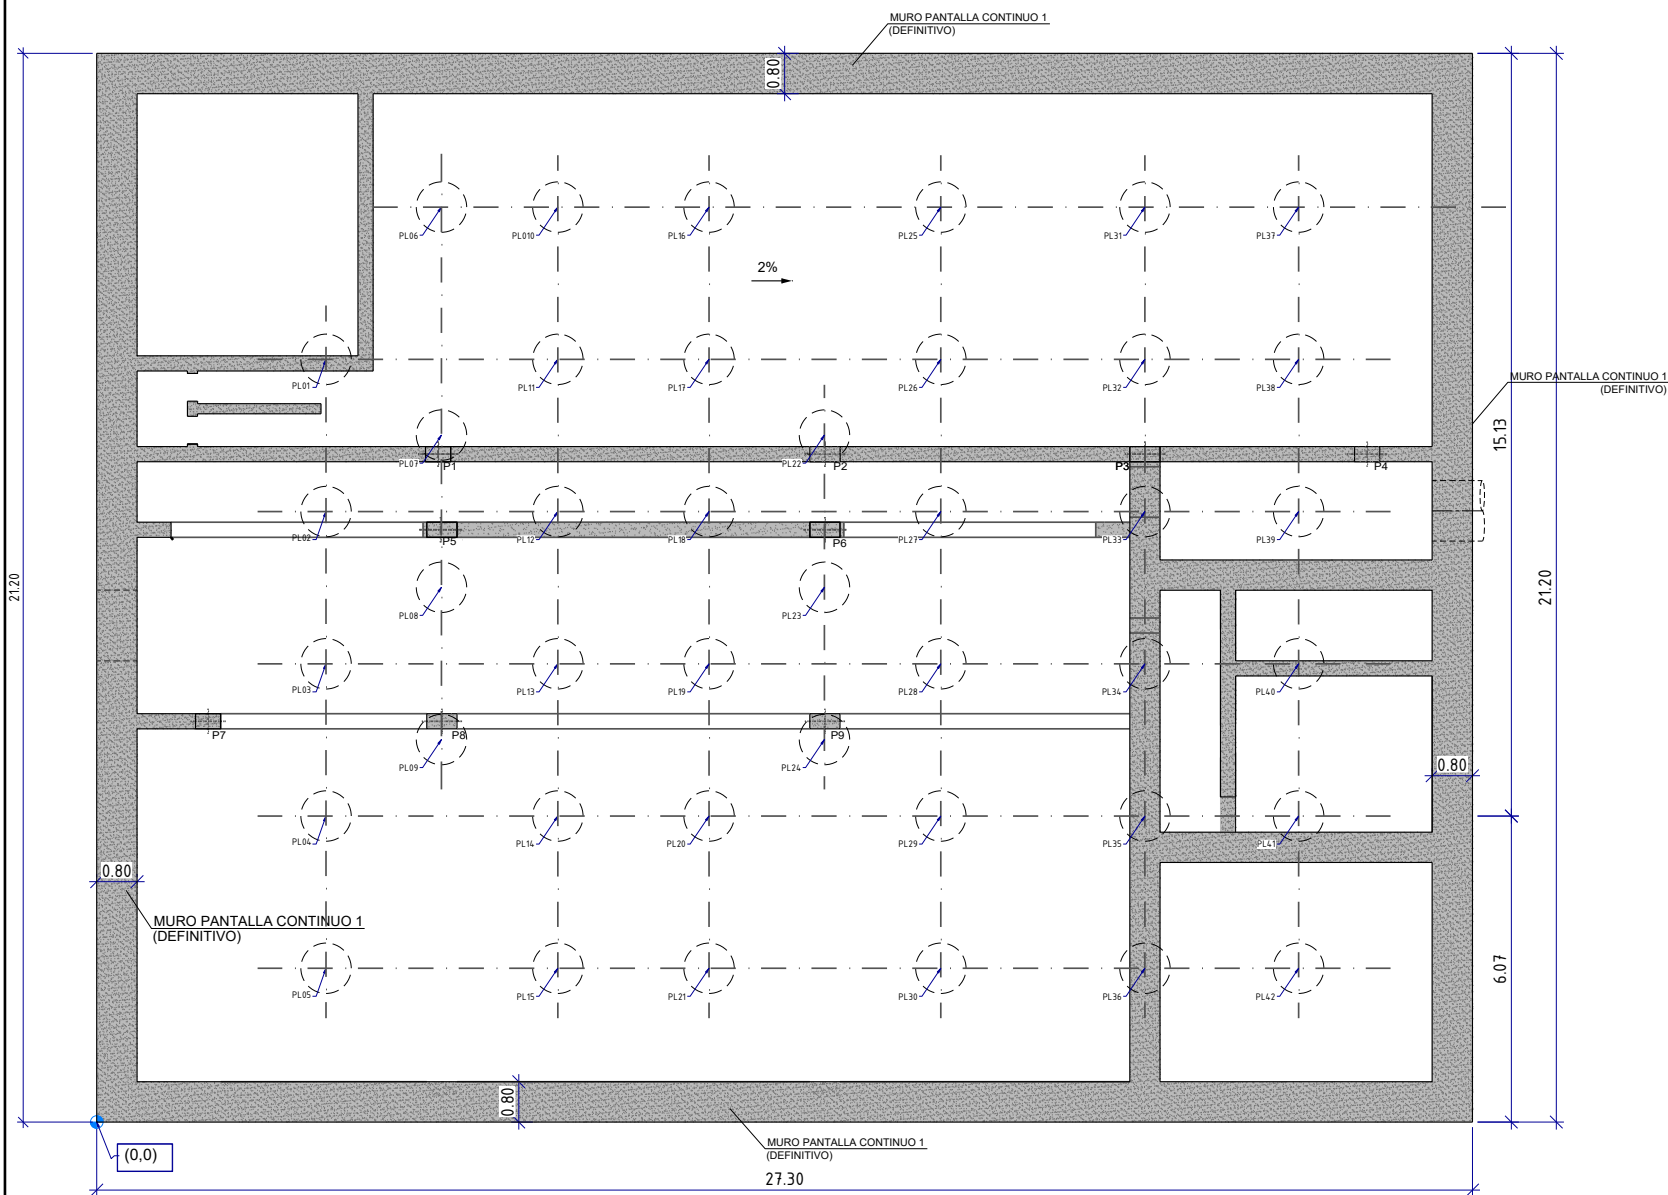 MURO PANTALLA CONTINUO 1
(DEFINITIVO)
0.80
PL06
PL010
PL16
PL25
PL31
PL37
2%
PL01
PL11
PL17
PL26
PL32
PL38
MURO PANTALLA CONTINUO 1
(DEFINITIVO)
15.13
PL07
P1
PL22
P2
P3
P4
PL02
P5
PL12
PL18
P6
PL27
PL33
PL39
21.20
21.20
PL08
PL23
PL03
PL13
PL19
PL28
PL34
PL40
P7
P8
P9
PL09
PL24
0.80
PL04
PL14
PL20
PL29
PL35
PL41
0.80
MURO PANTALLA CONTINUO 1
(DEFINITIVO)
6.07
PL05
PL15
PL21
PL30
PL36
PL42
0.80
(0,0)
MURO PANTALLA CONTINUO 1
(DEFINITIVO)
27.30